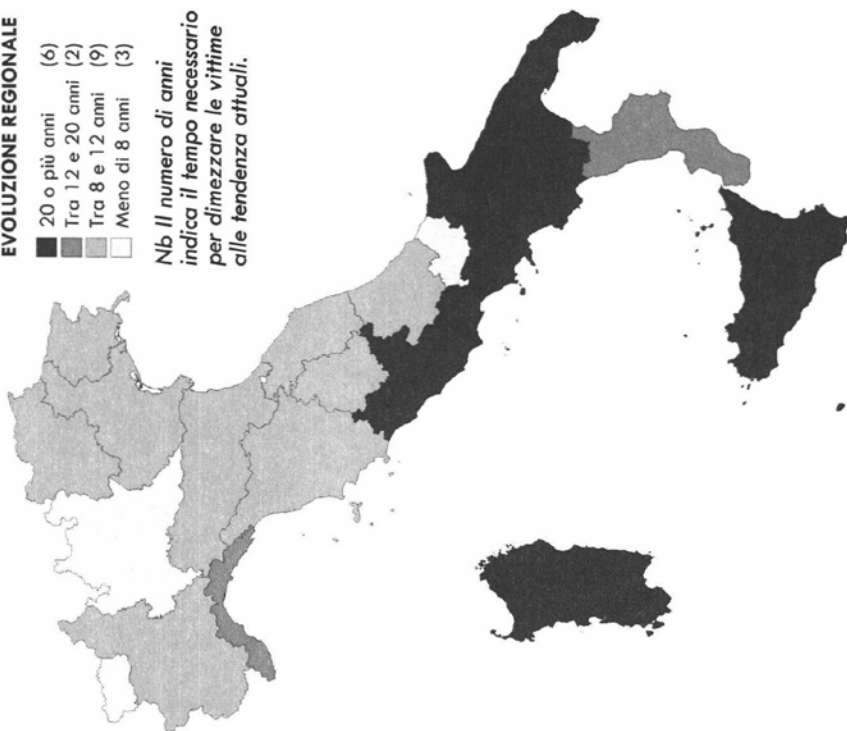 EVOLUZIONE REGIONALE
20 o più anni (6)
Tra 12 e 20 anni (2)
Tra 8 e 12 anni (9)
Meno di 8 anni (3)
Nb Il numero di anni
indica il tempo necessario
per dimezzare le vittime
alle tendenza attuali.